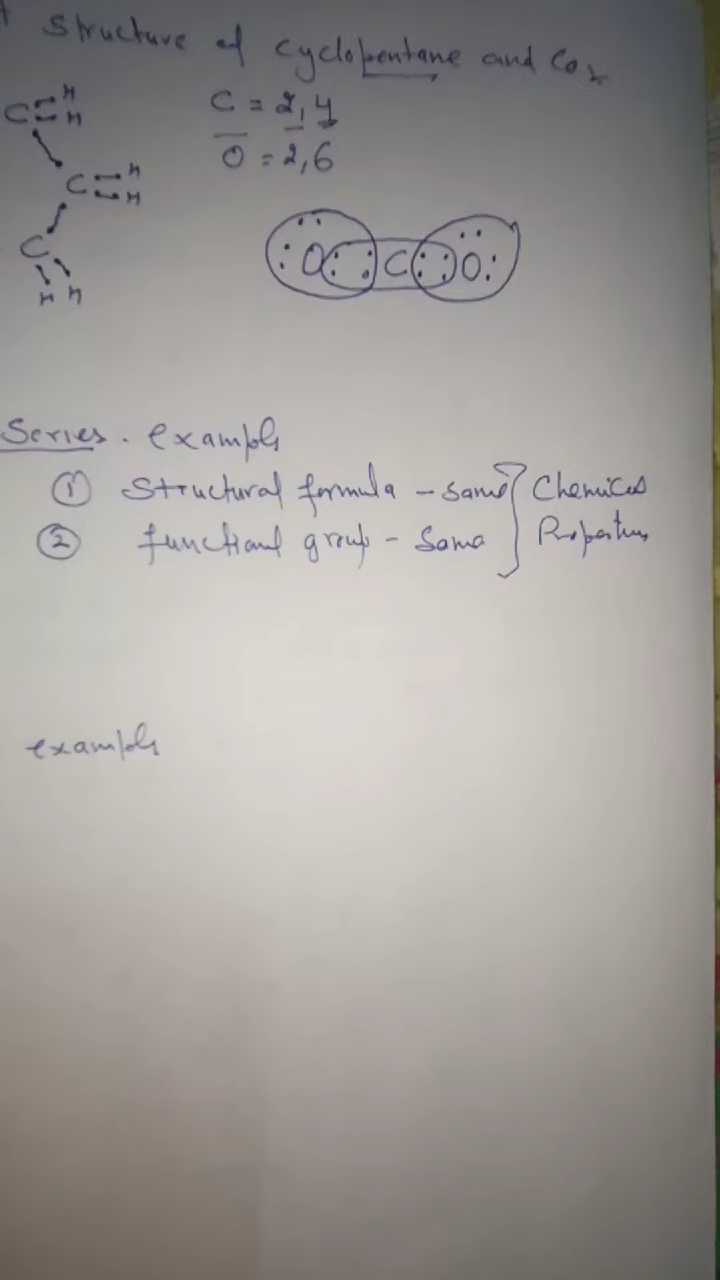 t Structure of cyclopentane and CO2
C = 2, 4
O = 2, 6
C H H
C H H
C H H
O C O
Series. example
① Structural formula - same } Chemical
② functional group - Same } Properties
example